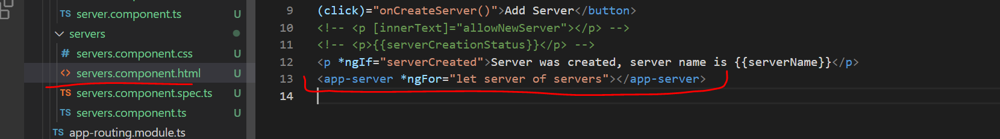 TS server.component.ts U
servers
# servers.component.css U
<> servers.component.html U
TS servers.component.spec.ts U
TS servers.component.ts U
TS app-routing.module.ts
9 (click)="onCreateServer()">Add Server</button>
10 <!-- <p [innerText]="allowNewServer"></p> -->
11 <!-- <p>{{serverCreationStatus}}</p> -->
12 <p *ngIf="serverCreated">Server was created, server name is {{serverName}}</p>
13 <app-server *ngFor="let server of servers"></app-server>
14